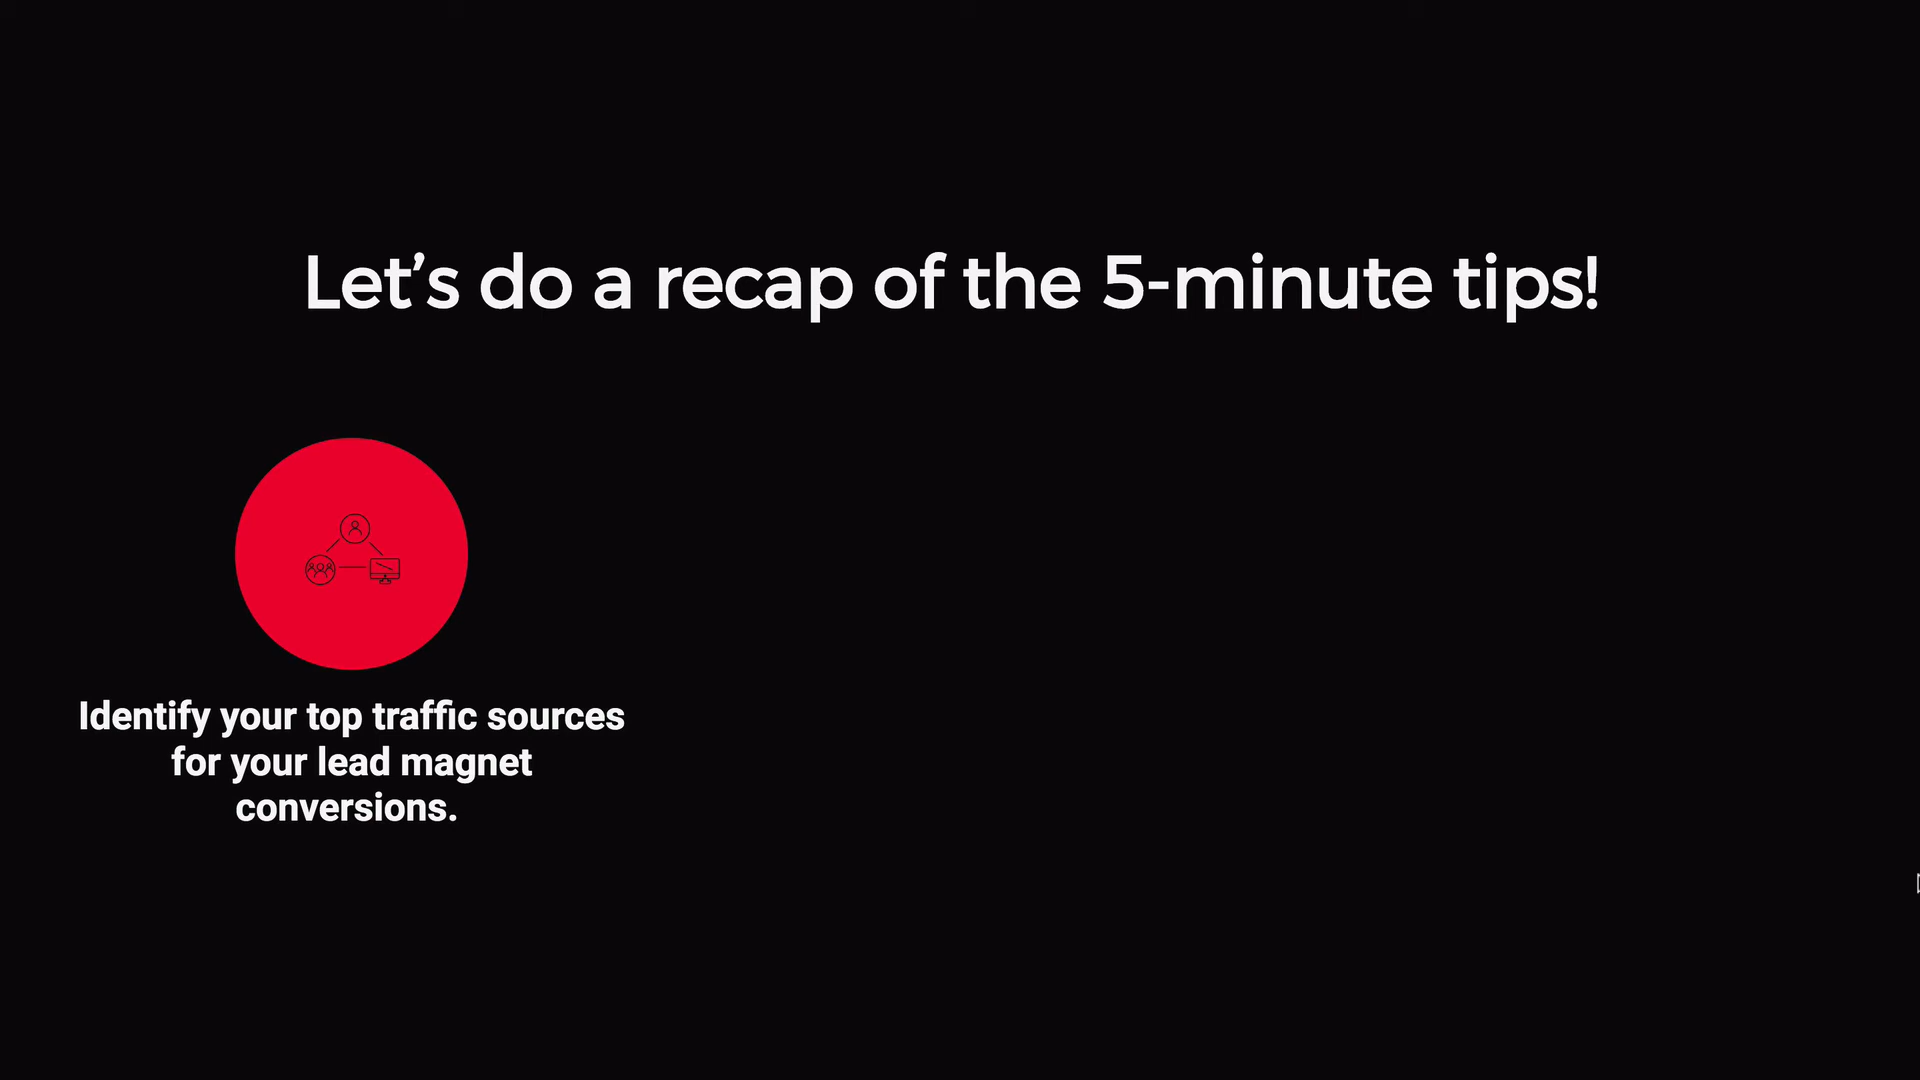 Let’s do a recap of the 5-minute tips!
Identify your top traffic sources
for your lead magnet
conversions.